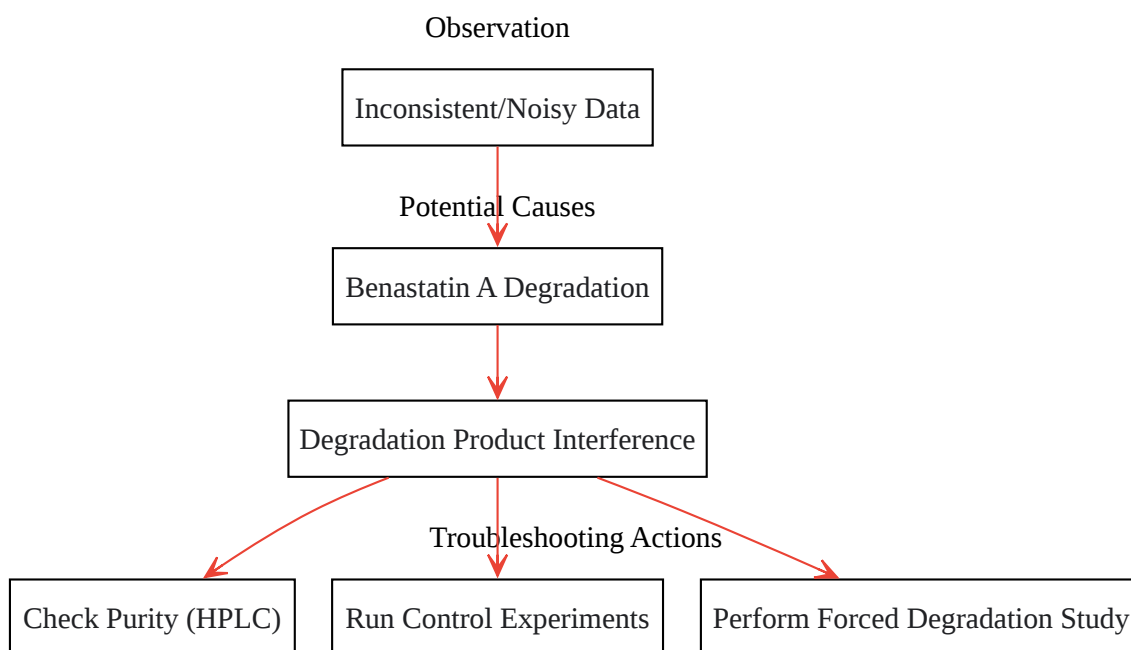 Observation
Inconsistent/Noisy Data
Potential Causes
Benastatin A Degradation
Degradation Product Interference
Troubleshooting Actions
Check Purity (HPLC)
Run Control Experiments
Perform Forced Degradation Study